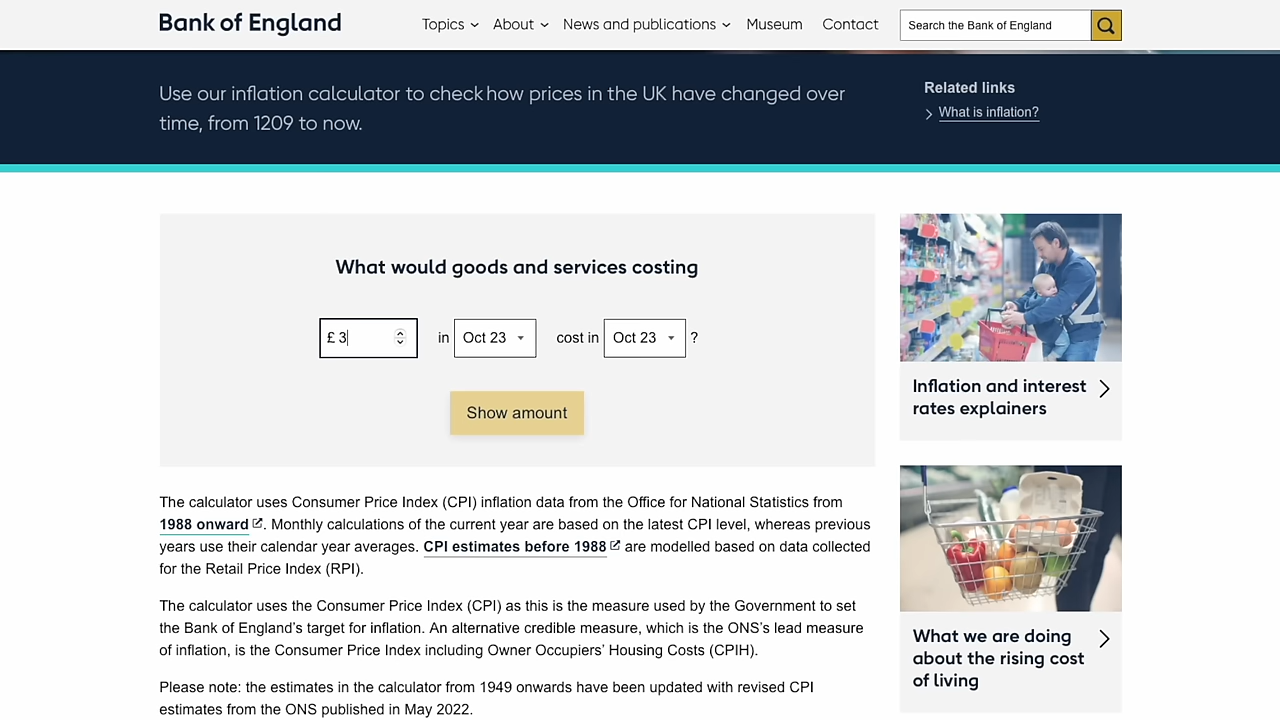 Bank of England
Topics
About
News and publications
Museum
Contact
Search the Bank of England
Use our inflation calculator to check how prices in the UK have changed over
time, from 1209 to now.
Related links
What is inflation?
What would goods and services costing
£ 3
in
Oct 23
cost in
Oct 23
?
Show amount
The calculator uses Consumer Price Index (CPI) inflation data from the Office for National Statistics from
1988 onward. Monthly calculations of the current year are based on the latest CPI level, whereas previous
years use their calendar year averages. CPI estimates before 1988 are modelled based on data collected
for the Retail Price Index (RPI).
The calculator uses the Consumer Price Index (CPI) as this is the measure used by the Government to set
the Bank of England's target for inflation. An alternative credible measure, which is the ONS's lead measure
of inflation, is the Consumer Price Index including Owner Occupiers' Housing Costs (CPIH).
Please note: the estimates in the calculator from 1949 onwards have been updated with revised CPI
estimates from the ONS published in May 2022.
Inflation and interest
rates explainers
What we are doing
about the rising cost
of living